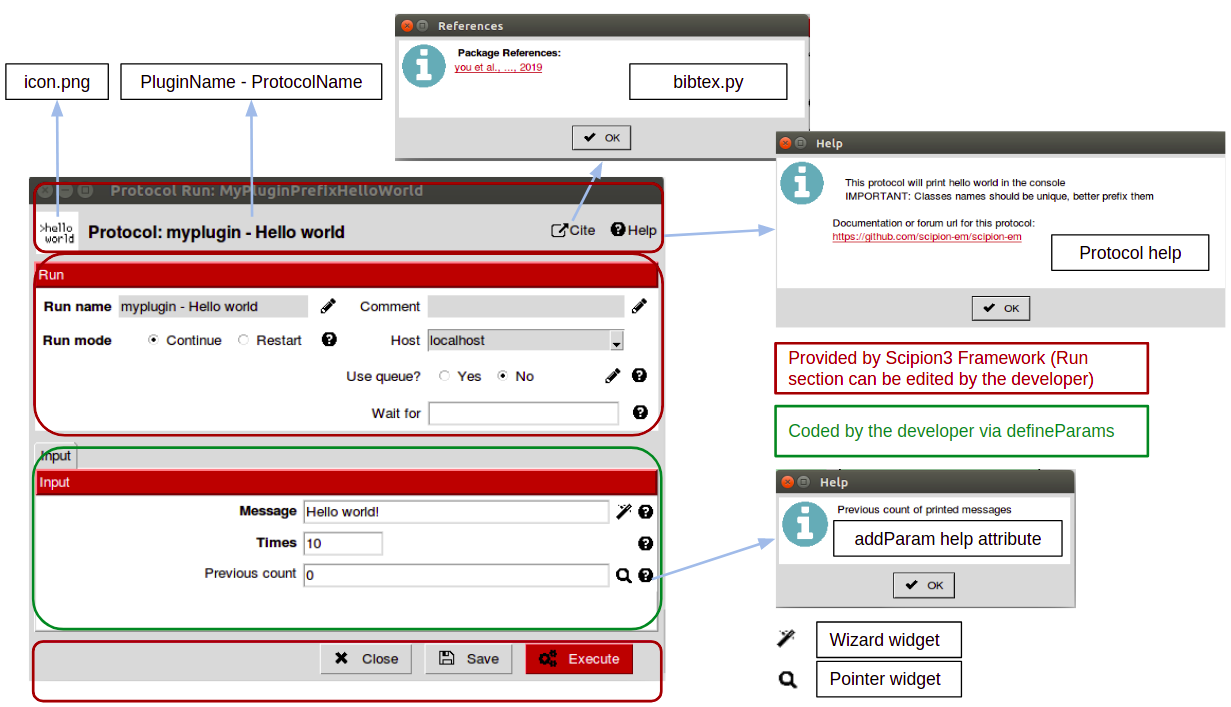 References
Package References:
you et al., ..., 2019
bibtex.py
OK
icon.png
PluginName - ProtocolName
Help
This protocol will print hello world in the console
IMPORTANT: Classes names should be unique, better prefix them
Documentation or forum url for this protocol:
https://github.com/scipion-em/scipion-em
Protocol help
OK
Protocol Run: MyPluginPrefixHelloWorld
>hello
world
Protocol: myplugin - Hello world
Cite
Help
Run
Run name
myplugin - Hello world
Comment
Run mode
Continue
Restart
Host
localhost
Use queue?
Yes
No
Wait for
Provided by Scipion3 Framework (Run
section can be edited by the developer)
Coded by the developer via defineParams
Input
Input
Message
Hello world!
Times
10
Previous count
0
Help
Previous count of printed messages
addParam help attribute
OK
Close
Save
Execute
Wizard widget
Pointer widget